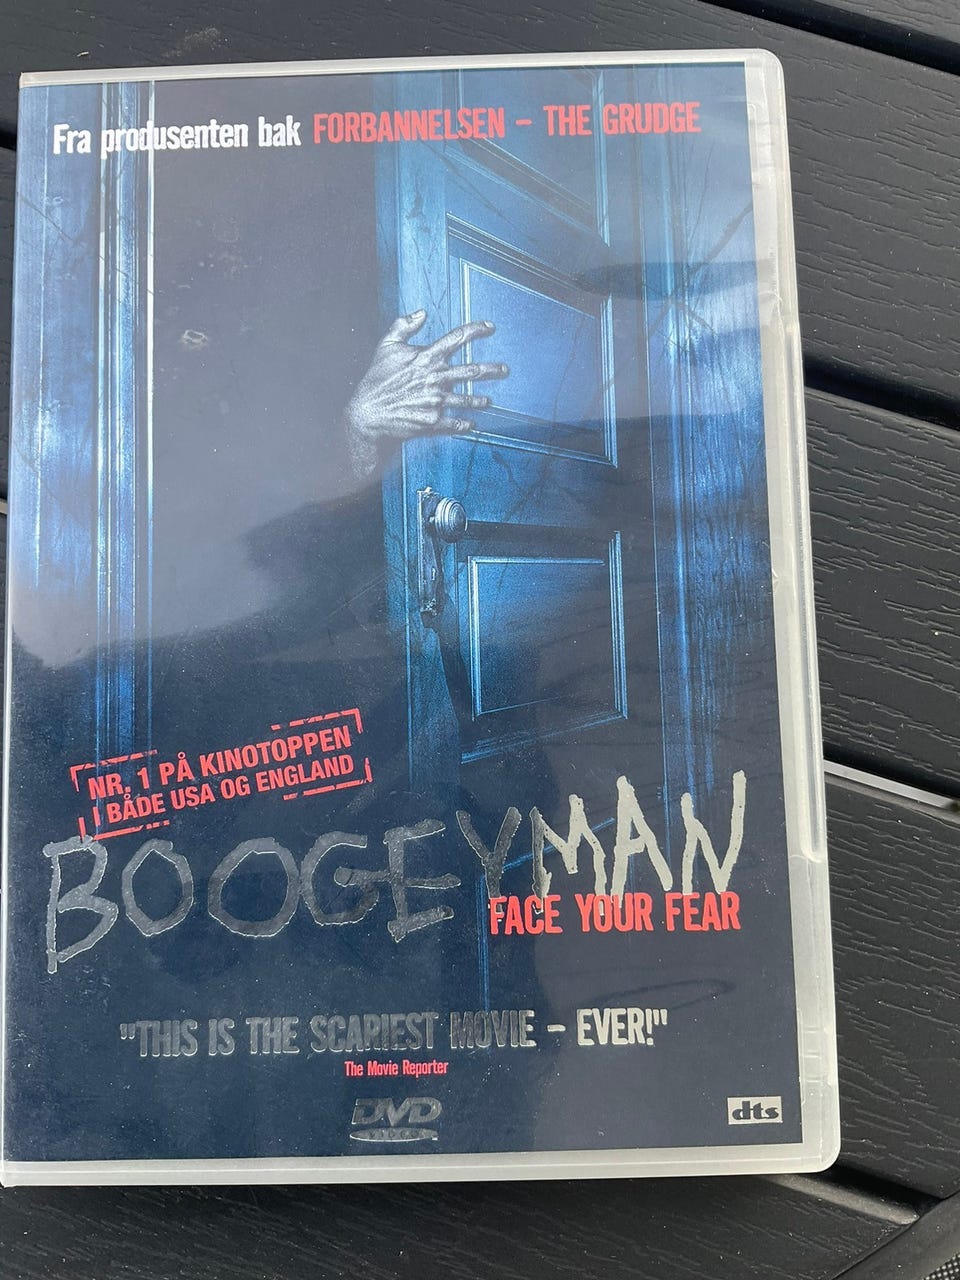 Fra produsenten bak FORBANNELSEN - THE GRUDGE
NR. 1 PÅ KINOTOPPEN
I BÅDE USA OG ENGLAND
BOOGEYMAN
FACE YOUR FEAR
"THIS IS THE SCARIEST MOVIE - EVER!"
The Movie Reporter
DVD
VIDEO
dts